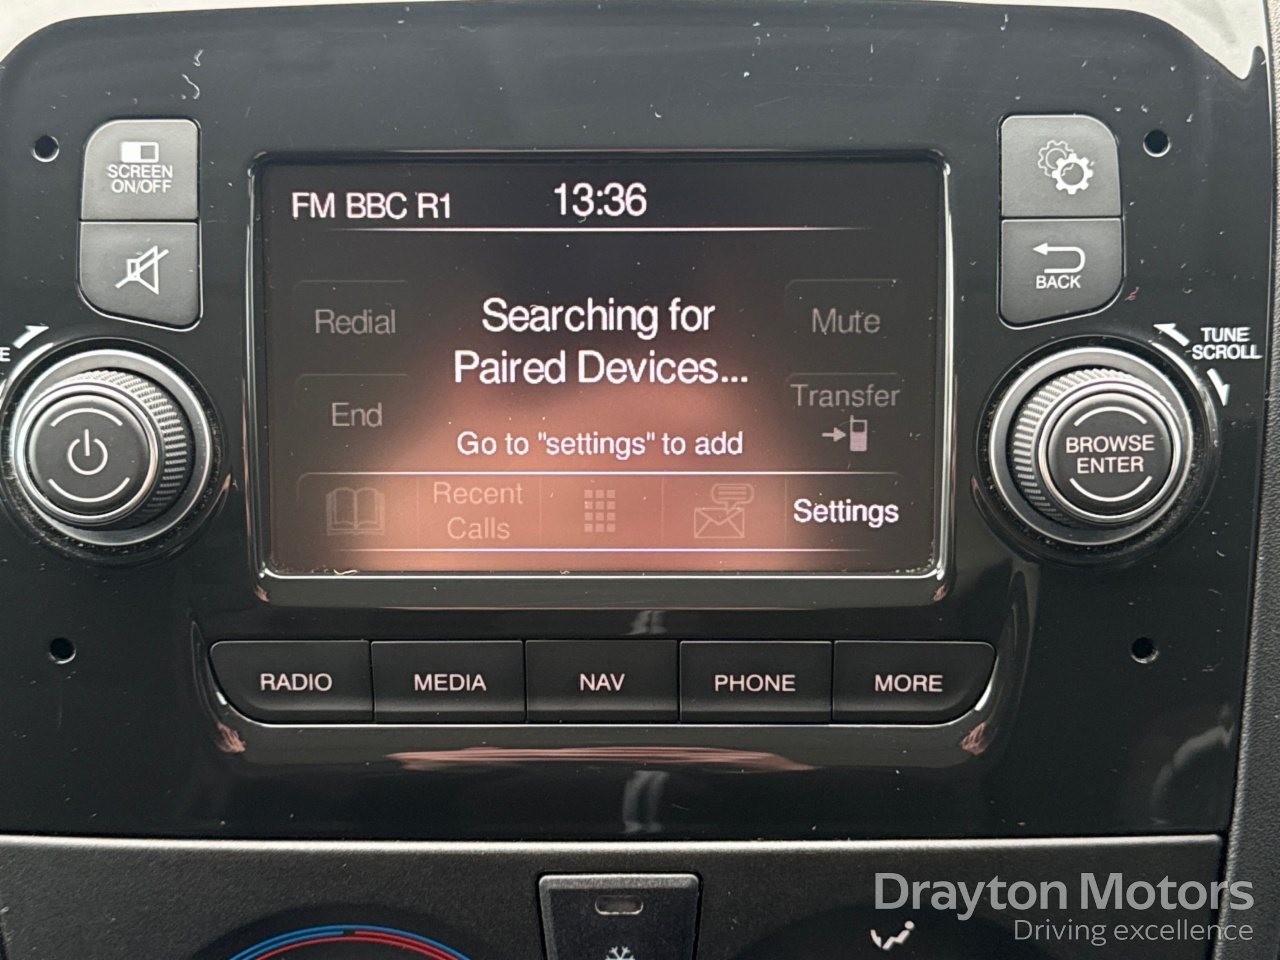 SCREEN
ON/OFF
FM BBC R1
13:36
BACK
Redial
Searching for
Paired Devices...
Mute
TUNE
SCROLL
End
Go to "settings" to add
Transfer
BROWSE
ENTER
Recent
Calls
Settings
RADIO
MEDIA
NAV
PHONE
MORE
Drayton Motors
Driving excellence